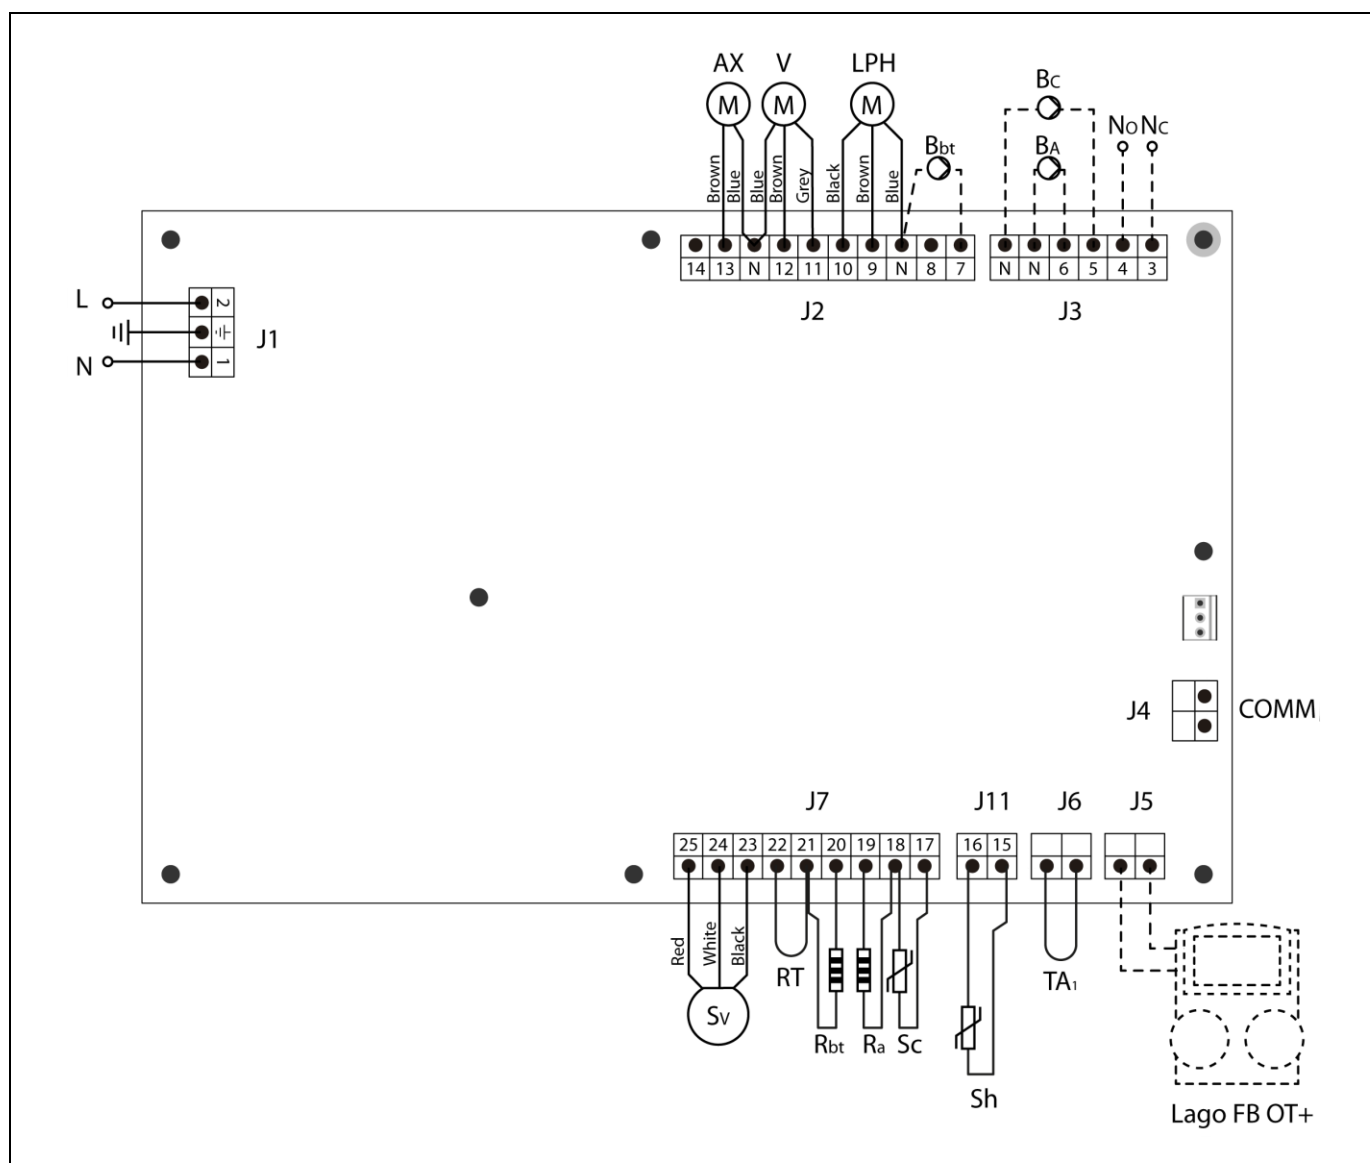 AX V LPH
M M M
Bc
BA
No Nc
Bbt
Brown Blue Blue Brown Grey Black Brown Blue
14 13 N 12 11 10 9 N 8 7
N N 6 5 4 3
J2 J3
L 2
J1
N 1
J4 COMM
J7 J11 J6 J5
25 24 23 22 21 20 19 18 17
16 15
Red White Black
RT
TA1
Sv
Rbt Ra Sc
Sh
Lago FB OT+